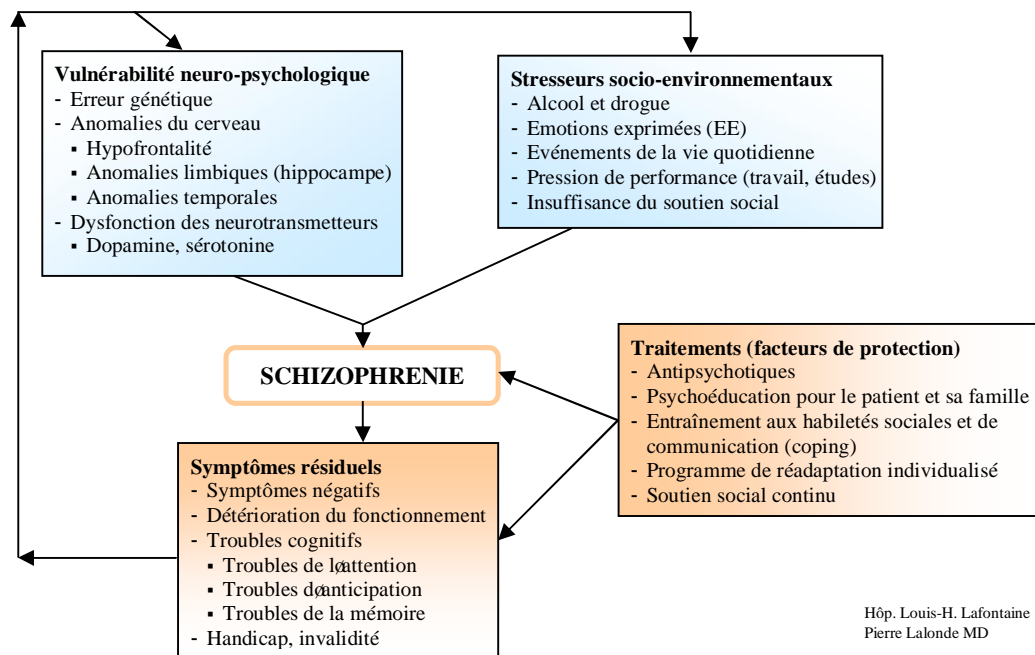 Vulnérabilité neuro-psychologique
- Erreur génétique
- Anomalies du cerveau
▪ Hypofrontalité
▪ Anomalies limbiques (hippocampe)
▪ Anomalies temporales
- Dysfonction des neurotransmetteurs
▪ Dopamine, sérotonine
Stresseurs socio-environnementaux
- Alcool et drogue
- Emotions exprimées (EE)
- Evénements de la vie quotidienne
- Pression de performance (travail, études)
- Insuffisance du soutien social
SCHIZOPHRENIE
Traitements (facteurs de protection)
- Antipsychotiques
- Psychoéducation pour le patient et sa famille
- Entraînement aux habiletés sociales et de
communication (coping)
- Programme de réadaptation individualisé
- Soutien social continu
Symptômes résiduels
- Symptômes négatifs
- Détérioration du fonctionnement
- Troubles cognitifs
▪ Troubles de løattention
▪ Troubles døanticipation
▪ Troubles de la mémoire
- Handicap, invalidité
Hôp. Louis-H. Lafontaine
Pierre Lalonde MD